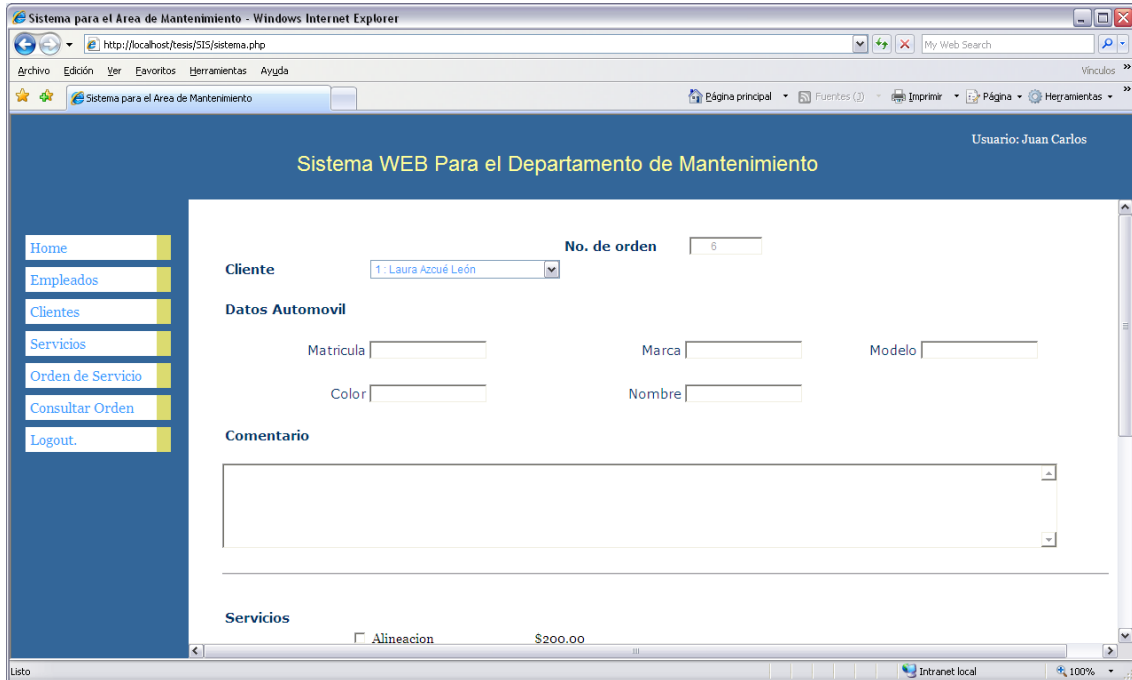 Sistema para el Area de Mantenimiento - Windows Internet Explorer
http://localhost/tesis/SIS/sistema.php
My Web Search
Archivo Edición Ver Favoritos Herramientas Ayuda
Vínculos »
Sistema para el Area de Mantenimiento
Página principal Fuentes (J) Imprimir Página Herramientas »
Usuario: Juan Carlos
Sistema WEB Para el Departamento de Mantenimiento
Home
Empleados
Clientes
Servicios
Orden de Servicio
Consultar Orden
Logout.
No. de orden 6
Cliente 1 : Laura Azcué León
Datos Automovil
Matricula Marca Modelo
Color Nombre
Comentario
Servicios
Alineacion $200.00
Listo Intranet local 100%